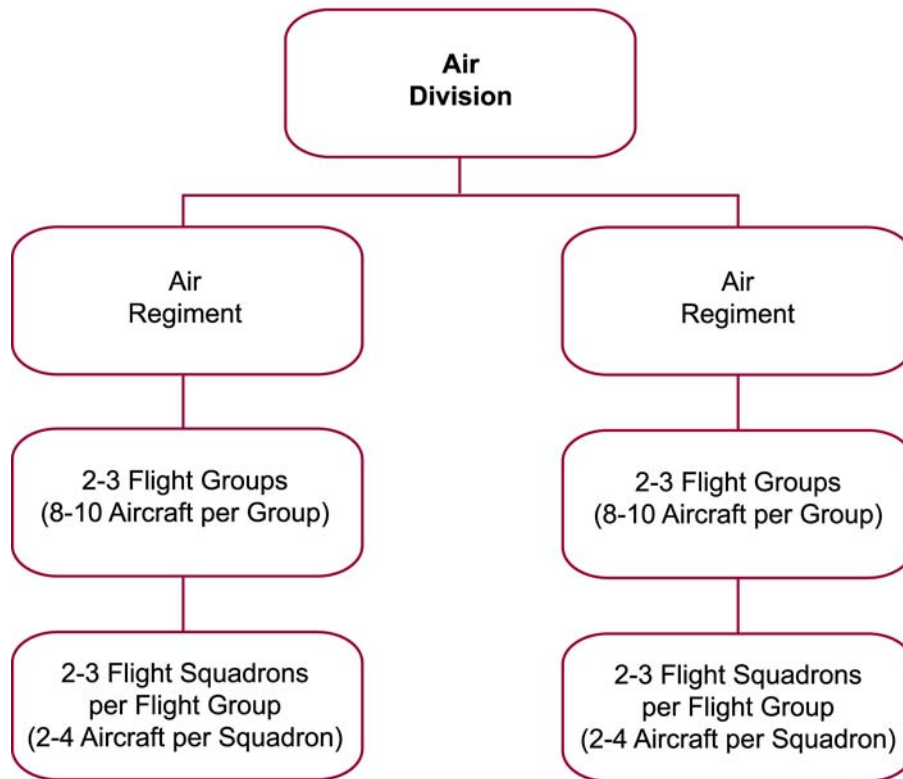 Air
Division
Air
Regiment
Air
Regiment
2-3 Flight Groups
(8-10 Aircraft per Group)
2-3 Flight Groups
(8-10 Aircraft per Group)
2-3 Flight Squadrons
per Flight Group
(2-4 Aircraft per Squadron)
2-3 Flight Squadrons
per Flight Group
(2-4 Aircraft per Squadron)